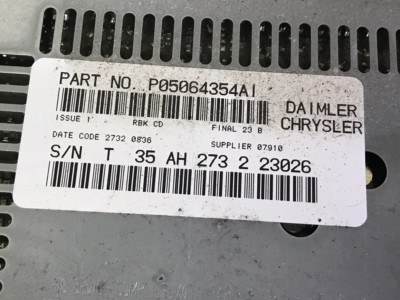 PART NO. P05064354AI
DAIMLER
CHRYSLER
ISSUE 1 RBK CD FINAL 23 B
DATE CODE 2732 0836 SUPPLIER 07910
S/N T 35 AH 273 2 23026